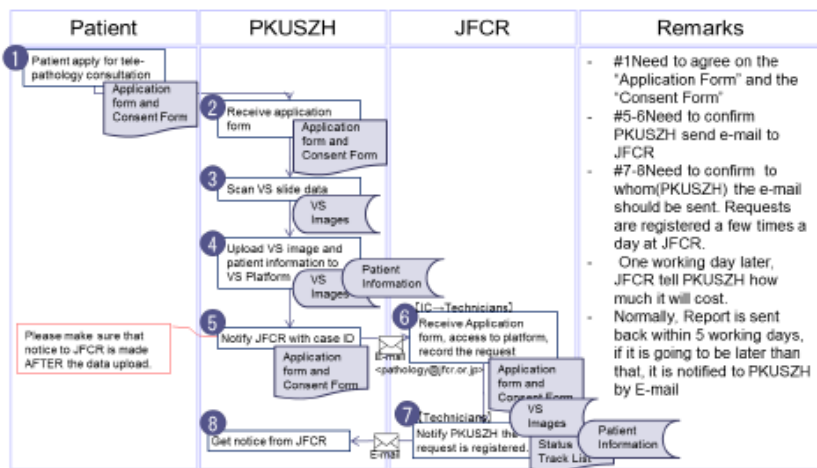 Patient
PKUSZH
JFCR
Remarks
1
Patient apply for tele-
pathology consultation
Application
form and
Consent Form
2
Receive application
form
Application
form and
Consent Form
3
Scan VS slide data
VS
Images
4
Upload VS image and
patient information to
VS Platform
VS
Images
Patient
Information
5
Notify JFCR with case ID
Application
form and
Consent Form
Please make sure that
notice to JFCR is made
AFTER the data upload.
E-mail
<pathology@jfcr.or.jp>
6
[IC→Technicians]
Receive Application
form, access to platform,
record the request
Application
form and
Consent Form
VS
Images
Patient
Information
7
[Technicians]
Notify PKUSZH the
request is registered.
Status
Track List
E-mail
8
Get notice from JFCR
- #1Need to agree on the
"Application Form" and the
"Consent Form"
- #5-6Need to confirm
PKUSZH send e-mail to
JFCR
- #7-8Need to confirm to
whom(PKUSZH) the e-mail
should be sent. Requests
are registered a few times a
day at JFCR.
- One working day later,
JFCR tell PKUSZH how
much it will cost.
- Normally, Report is sent
back within 5 working days,
if it is going to be later than
that, it is notified to PKUSZH
by E-mail